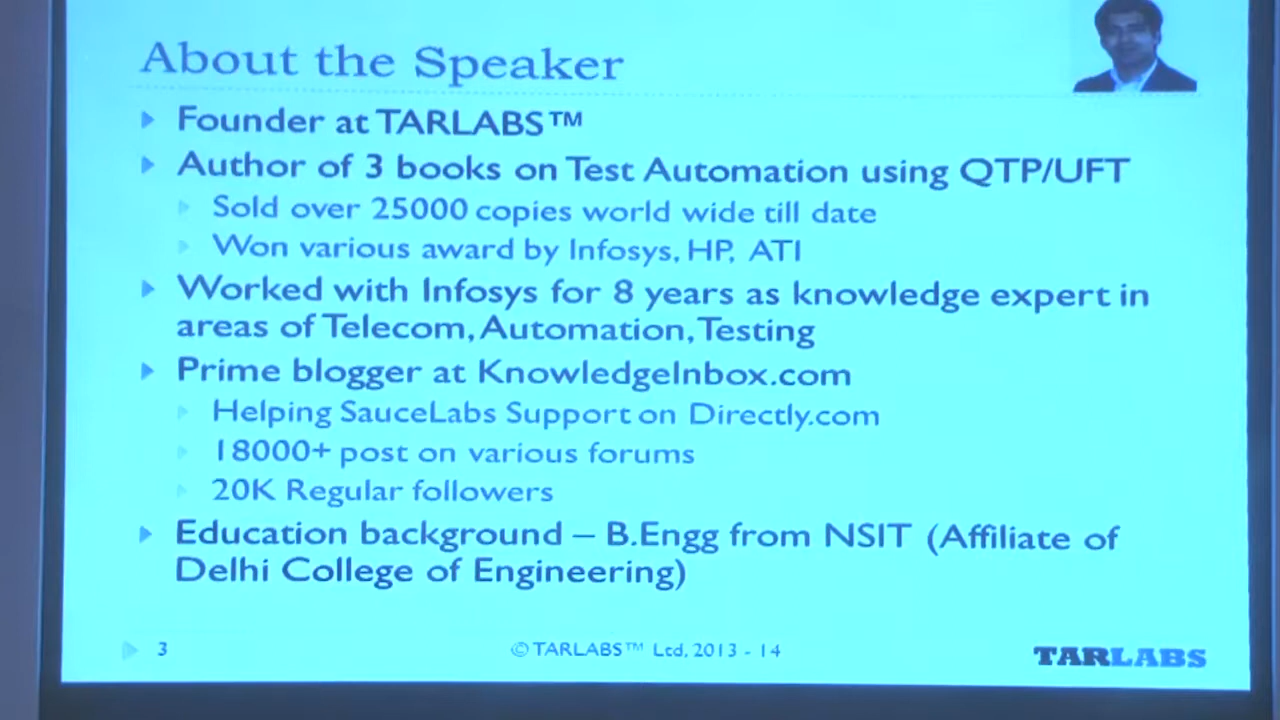 About the Speaker
Founder at TARLABS™
Author of 3 books on Test Automation using QTP/UFT
Sold over 25000 copies world wide till date
Won various award by Infosys, HP, ATI
Worked with Infosys for 8 years as knowledge expert in
areas of Telecom, Automation, Testing
Prime blogger at KnowledgeInbox.com
Helping SauceLabs Support on Directly.com
18000+ post on various forums
20K Regular followers
Education background – B.Engg from NSIT (Affiliate of
Delhi College of Engineering)
3
©TARLABS™ Ltd, 2013 - 14
TARLABS